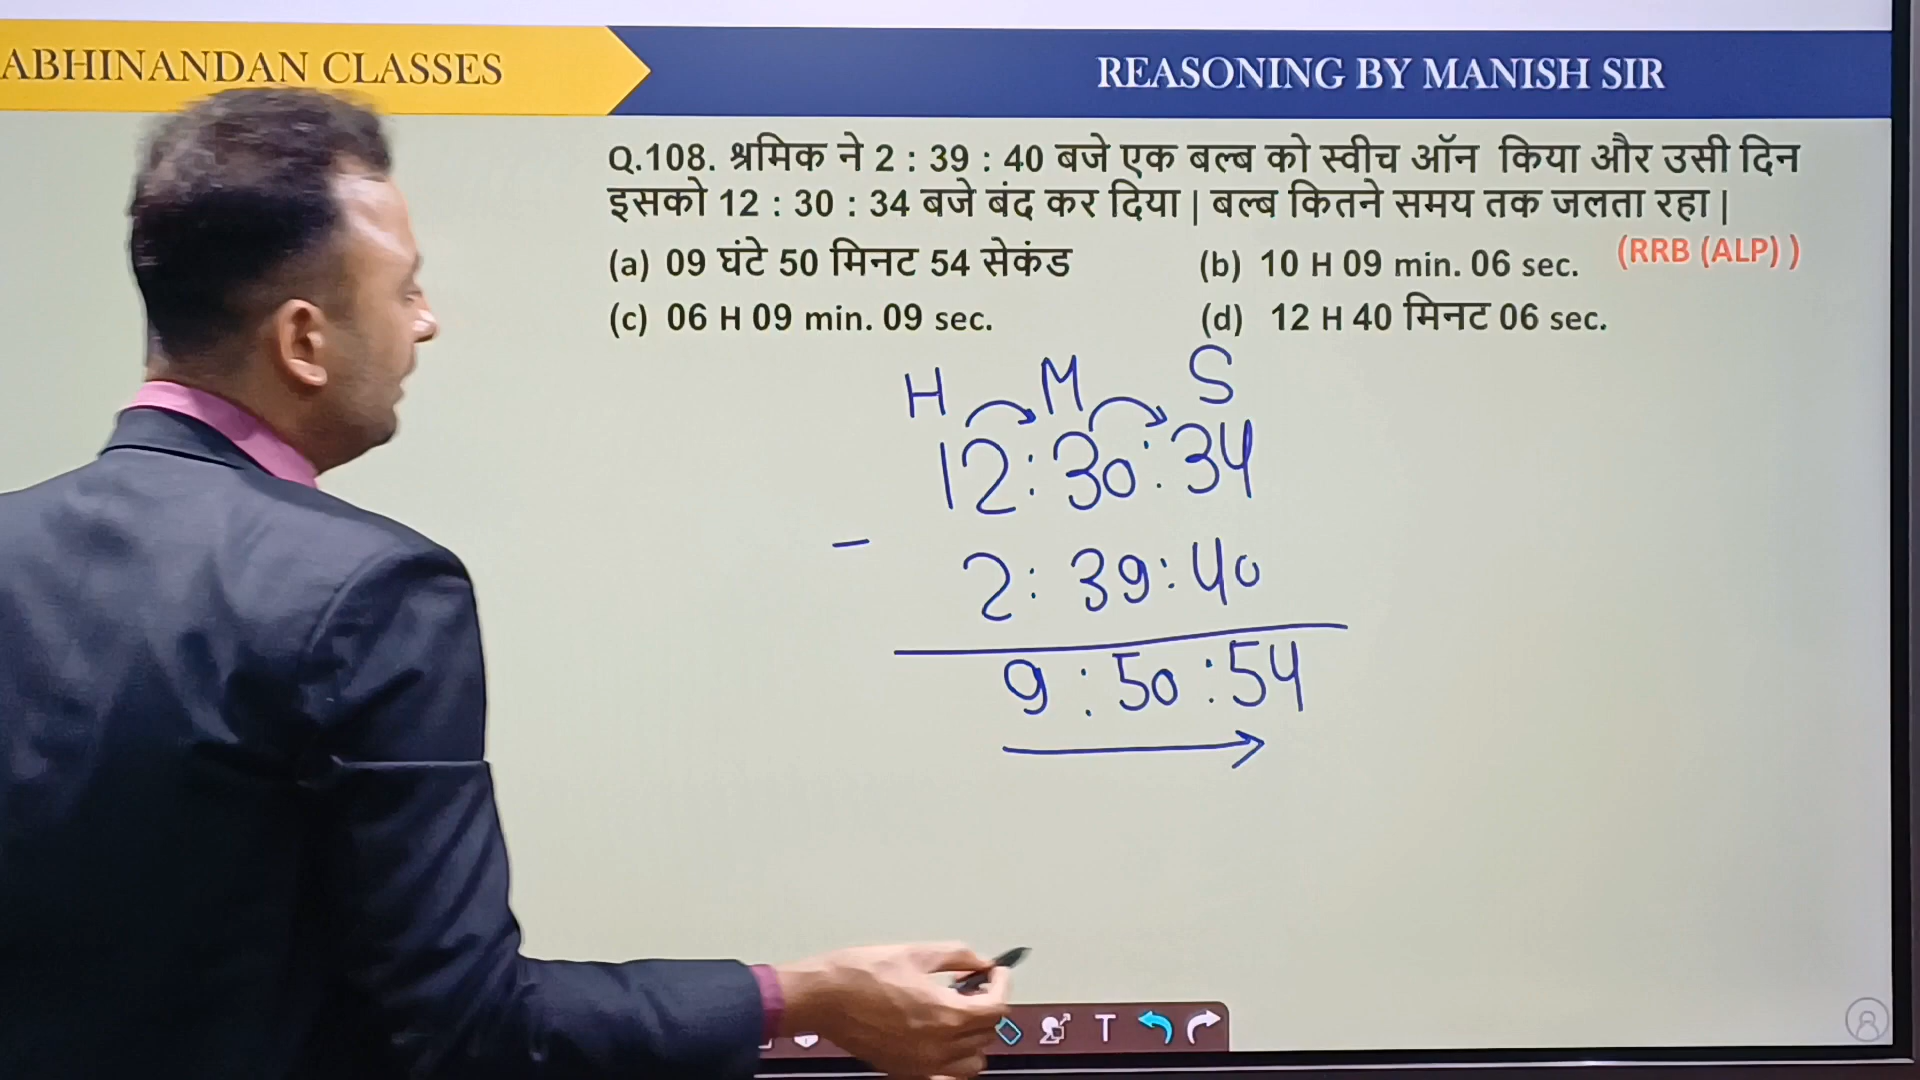 ABHINANDAN CLASSES
REASONING BY MANISH SIR
Q.108. श्रमिक ने 2 : 39 : 40 बजे एक बल्ब को स्वीच ऑन किया और उसी दिन
इसको 12 : 30 : 34 बजे बंद कर दिया | बल्ब कितने समय तक जलता रहा |
(RRB (ALP) )
(a) 09 घंटे 50 मिनट 54 सेकंड
(b) 10 H 09 min. 06 sec.
(c) 06 H 09 min. 09 sec.
(d) 12 H 40 मिनट 06 sec.
H M S
12 : 30 : 34
- 2 : 39 : 40
9 : 50 : 54
T